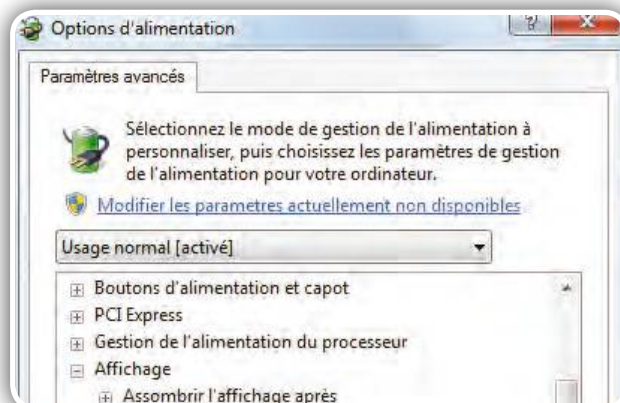 Options d'alimentation
?
X
Paramètres avancés
Sélectionnez le mode de gestion de l'alimentation à
personnaliser, puis choisissez les paramètres de gestion
de l'alimentation pour votre ordinateur.
Modifier les parametres actuellement non disponibles
Usage normal [activé]
Boutons d'alimentation et capot
PCI Express
Gestion de l'alimentation du processeur
Affichage
Assombrir l'affichage après